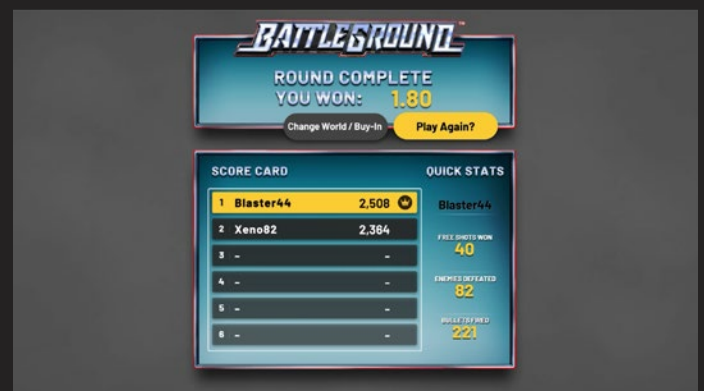 BATTLEGROUND
ROUND COMPLETE
YOU WON: 1.80
Change World / Buy-In
Play Again?
SCORE CARD
1 Blaster44 2,508
2 Xeno82 2,364
3 - -
4 - -
5 - -
6 - -
QUICK STATS
Blaster44
FREE SHOTS WON
40
ENEMIES DEFEATED
82
BULLETS FIRED
221